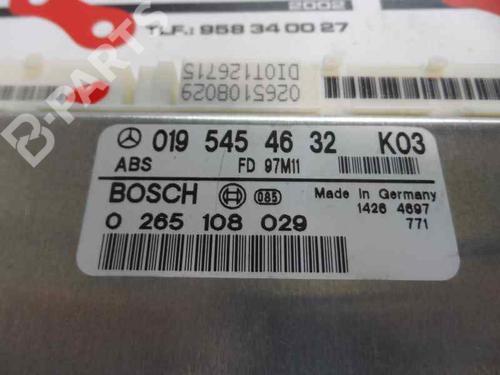 2002
TLF.: 958 34 00 27
0265108029
DIOT126715
B-PARTS
019 545 46 32 K03
ABS FD 97M11
BOSCH 085 Made in Germany
1426 4697
0 265 108 029 771